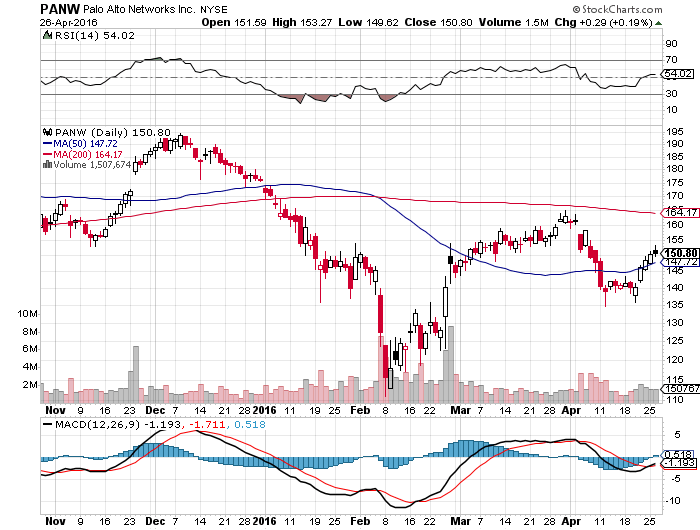 PANW Palo Alto Networks Inc. NYSE © StockCharts.com
26-Apr-2016 Open 151.59 High 153.27 Low 149.62 Close 150.80 Volume 1.5M Chg +0.29 (+0.19%)
RSI(14) 54.02
90
70
54.02
50
30
10
PANW (Daily) 150.80
MA(50) 147.72
MA(200) 164.17
Volume 1,507,674
195
190
185
180
175
170
165
164.17
160
155
150.80
147.72
145
140
135
130
125
120
115
110
10M
8M
6M
4M
2M
150767
Nov 9 16 23 Dec 7 14 21 2016 11 19 25 Feb 8 16 22 Mar 7 14 21 28 Apr 11 18 25
MACD(12,26,9) -1.193, -1.711, 0.518
5
0.518
-1.193
-5
-10
Nov 9 16 23 Dec 7 14 21 2016 11 19 25 Feb 8 16 22 Mar 7 14 21 28 Apr 11 18 25